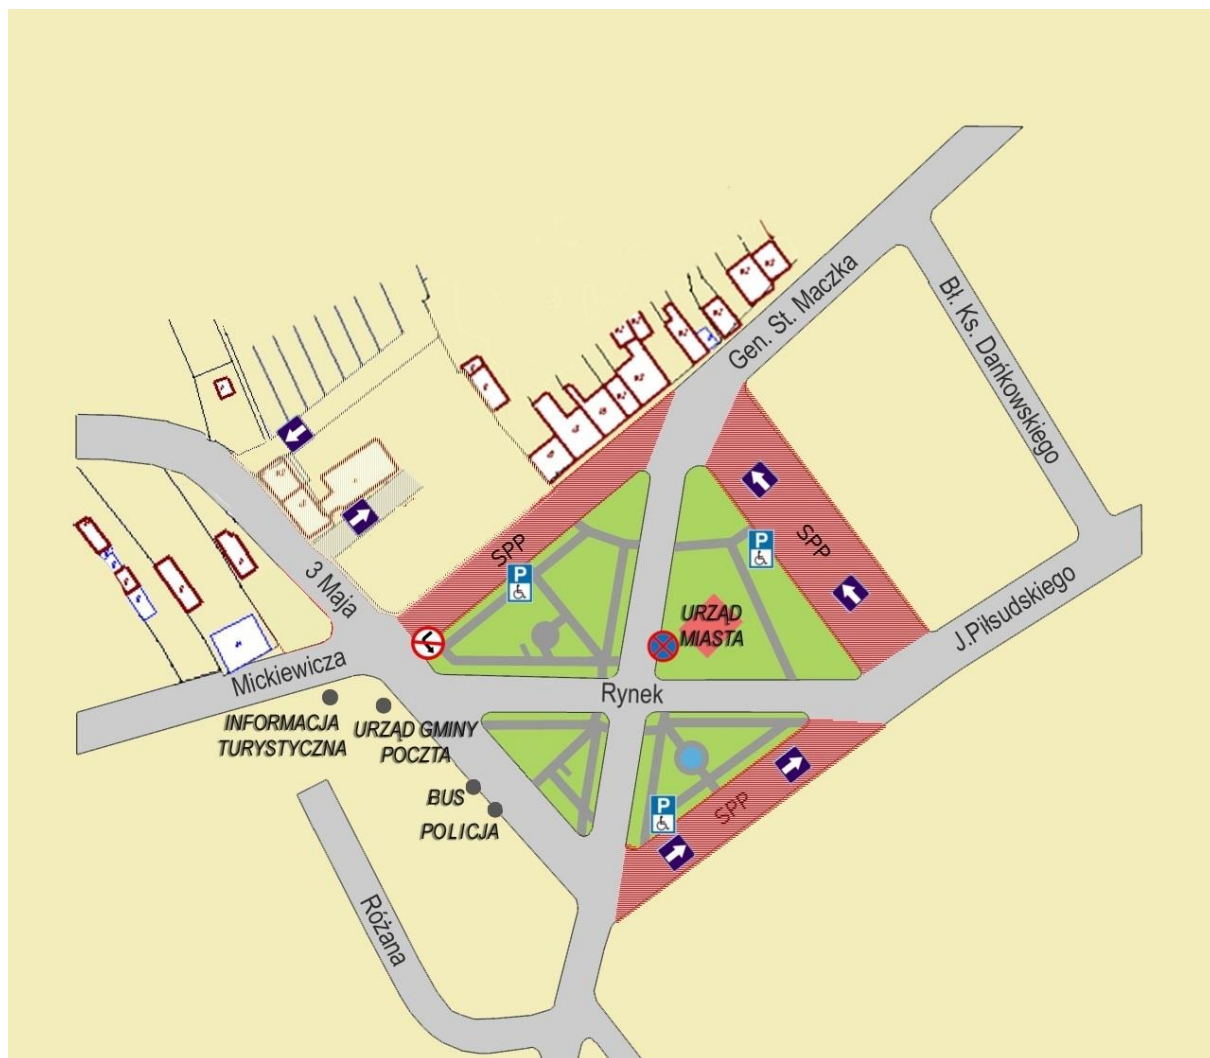 Gen. St. Maczka
Bł. Ks. Dańkowskiego
SPP
SPP
P
P
3 Maja
URZĄD
MIASTA
J.Piłsudskiego
Mickiewicza
Rynek
INFORMACJA
TURYSTYCZNA
URZĄD GMINY
POCZTA
BUS
POLICJA
P
SPP
Różana